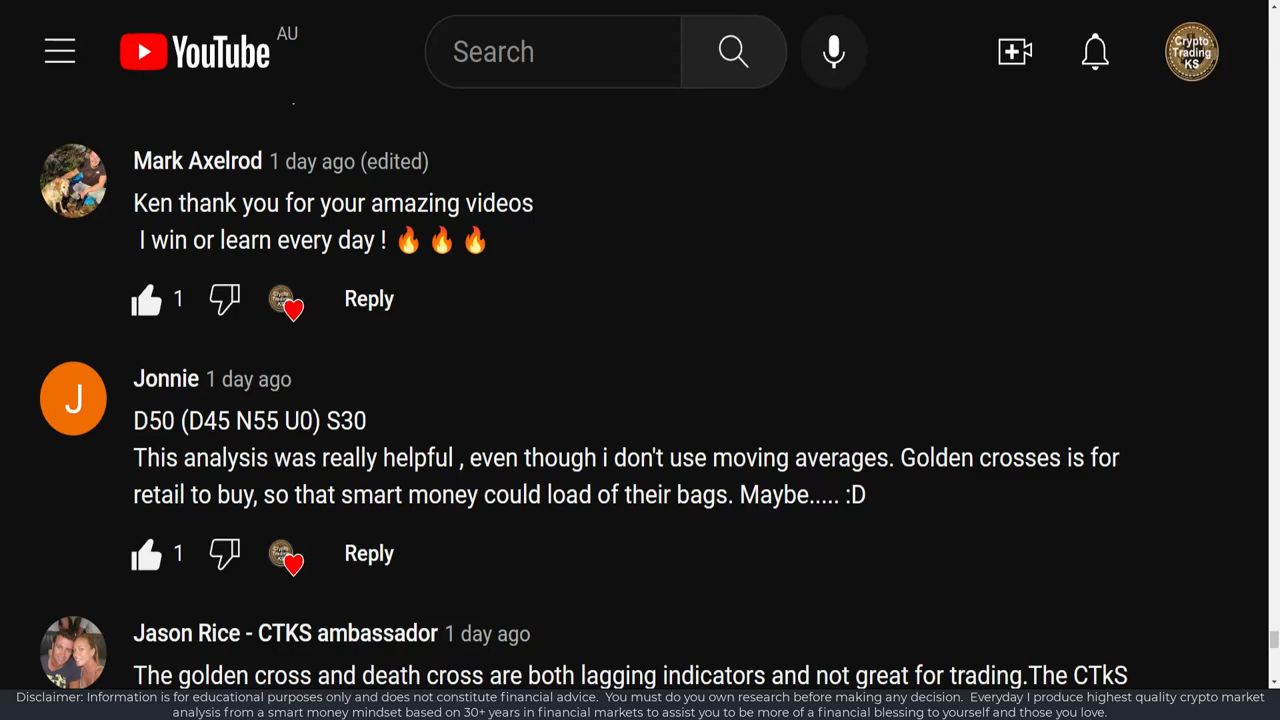 YouTube AU
Search
Crypto
Trading
KS
Mark Axelrod 1 day ago (edited)
Ken thank you for your amazing videos
I win or learn every day ! 🔥 🔥 🔥
1 Reply
J
Jonnie 1 day ago
D50 (D45 N55 U0) S30
This analysis was really helpful , even though i don't use moving averages. Golden crosses is for
retail to buy, so that smart money could load of their bags. Maybe..... :D
1 Reply
Jason Rice - CTKS ambassador 1 day ago
The golden cross and death cross are both lagging indicators and not great for trading.The CTkS
Disclaimer: Information is for educational purposes only and does not constitute financial advice. You must do you own research before making any decision. Everyday I produce highest quality crypto market
analysis from a smart money mindset based on 30+ years in financial markets to assist you to be more of a financial blessing to yourself and those you love